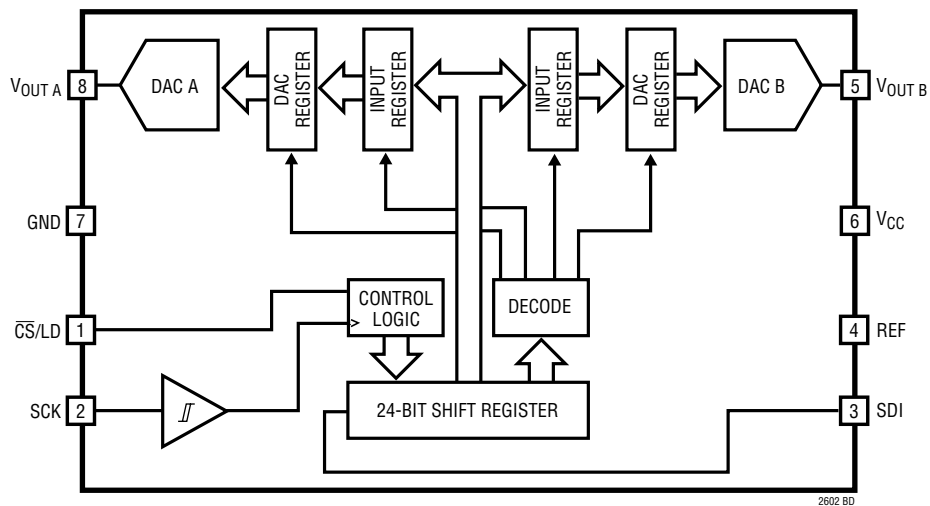 VOUT A
8
DAC A
DAC
REGISTER
INPUT
REGISTER
INPUT
REGISTER
DAC
REGISTER
DAC B
5
VOUT B
GND
7
6
VCC
CS/LD
1
CONTROL
LOGIC
DECODE
4
REF
SCK
2
24-BIT SHIFT REGISTER
3
SDI
2602 BD